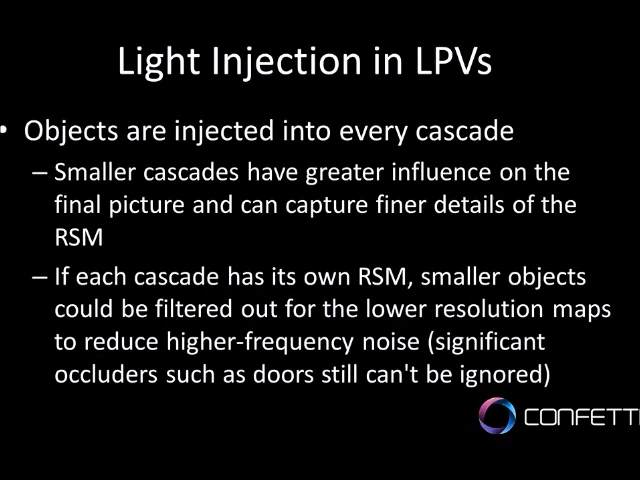 Light Injection in LPVs
• Objects are injected into every cascade
– Smaller cascades have greater influence on the
final picture and can capture finer details of the
RSM
– If each cascade has its own RSM, smaller objects
could be filtered out for the lower resolution maps
to reduce higher-frequency noise (significant
occluders such as doors still can't be ignored)
CONFETTI